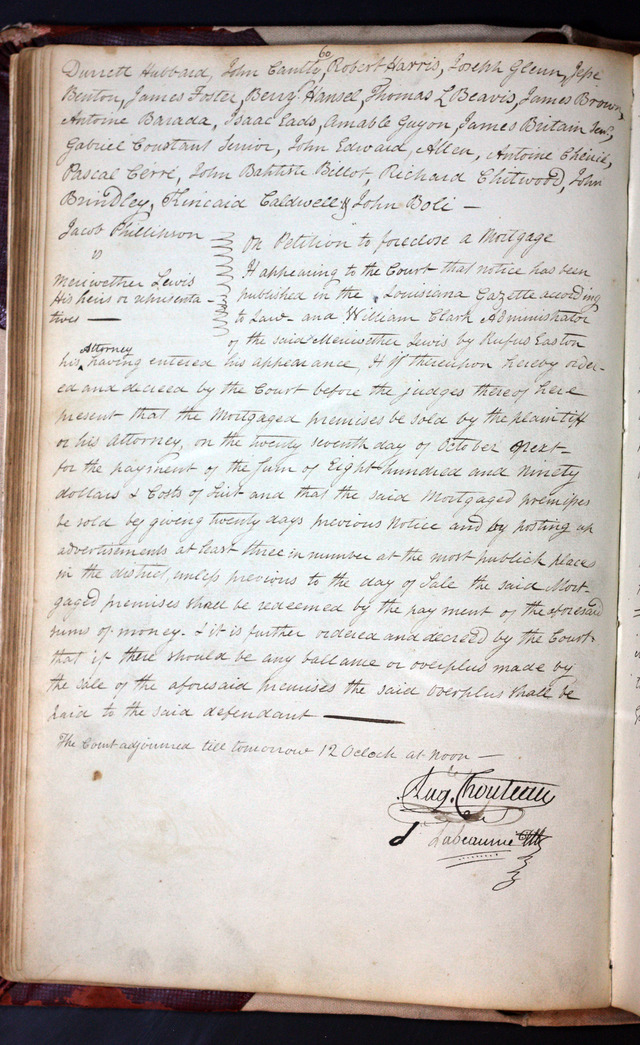 60
Durrett Hubbard, John Cantly, Robert Harris, Joseph Glenn, Jesse
Benton, James Foster, Berry Hansel, Thomas L Beavis, James Brown,
Antoine Barada, Isaac Eads, Amable Guyon, James Britain Senr,
Gabriel Constant Senior, John Edward, Allen, Antoine Chenie,
Pascal Cerre, John Baptiste Billot, Richard Chitwood, John
Brindley, Kincaid Caldwell & John Boli —
Jacob Phillinson
vs
Meriwether Lewis
His heirs or representa-
tives —
On Petition to foreclose a Mortgage
It appearing to the Court that notice has been
published in the Louisiana Gazette according
to Law and William Clark Administrator
of the said Meriwether Lewis by Rufus Easton
his Attorney having entered his appearance, It is thereupon hereby order-
ed and decreed by the Court before the judges thereof here
present that the Mortgaged premises be sold by the plaintiff
or his Attorney, on the twenty seventh day of October next
for the payment of the Sum of Eight hundred and ninety
dollars & Costs of Suit and that the said Mortgaged premises
be sold by giving twenty days previous Notice and by posting up
advertisements at least three in number at the most publick places
in the district, unless previous to the day of Sale the said Mort-
gaged premises shall be redeemed by the payment of the aforesaid
sums of money. & it is further ordered and decreed by the Court
that if there should be any ballance or overplus made by
the sale of the aforesaid premises the said overplus shall be
paid to the said defendant —
The Court adjourned till tomorrow 12 Oclock at Noon —
Aug. Chouteau
Labeaume